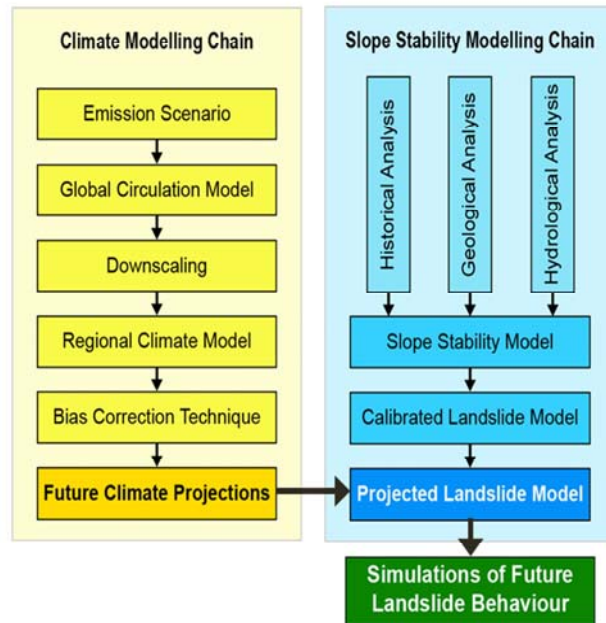 Climate Modelling Chain
Emission Scenario
Global Circulation Model
Downscaling
Regional Climate Model
Bias Correction Technique
Future Climate Projections
Slope Stability Modelling Chain
Historical Analysis
Geological Analysis
Hydrological Analysis
Slope Stability Model
Calibrated Landslide Model
Projected Landslide Model
Simulations of Future
Landslide Behaviour